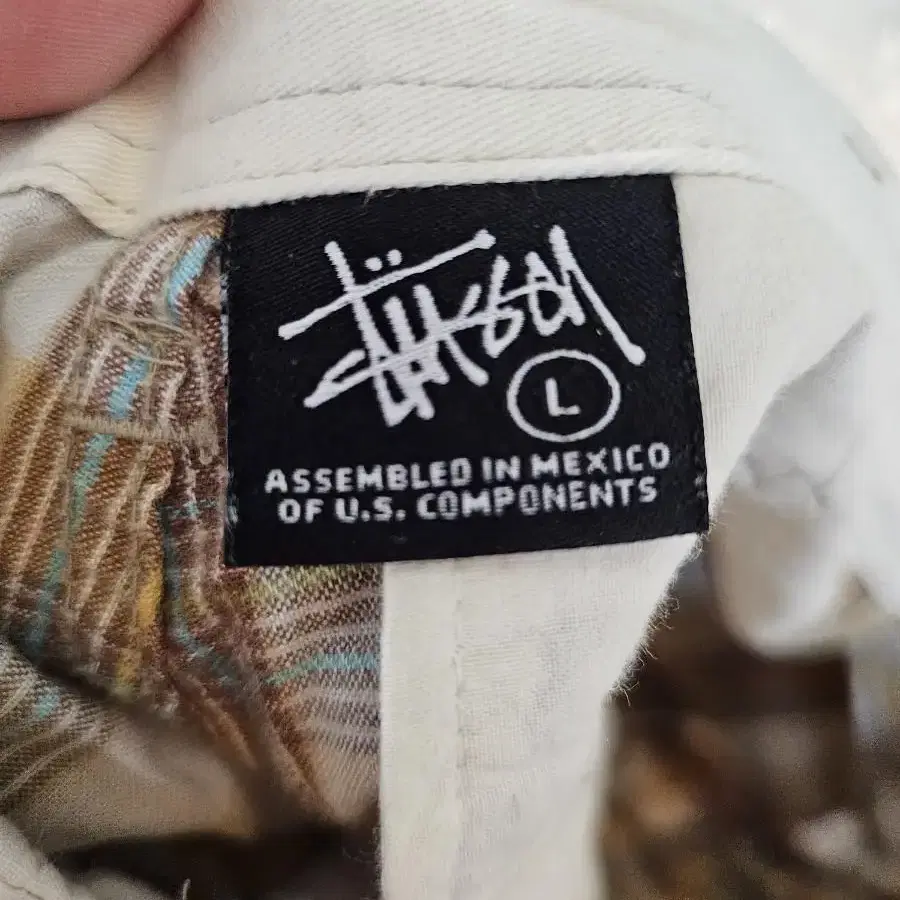 Stüssy
L
ASSEMBLED IN MEXICO
OF U.S. COMPONENTS